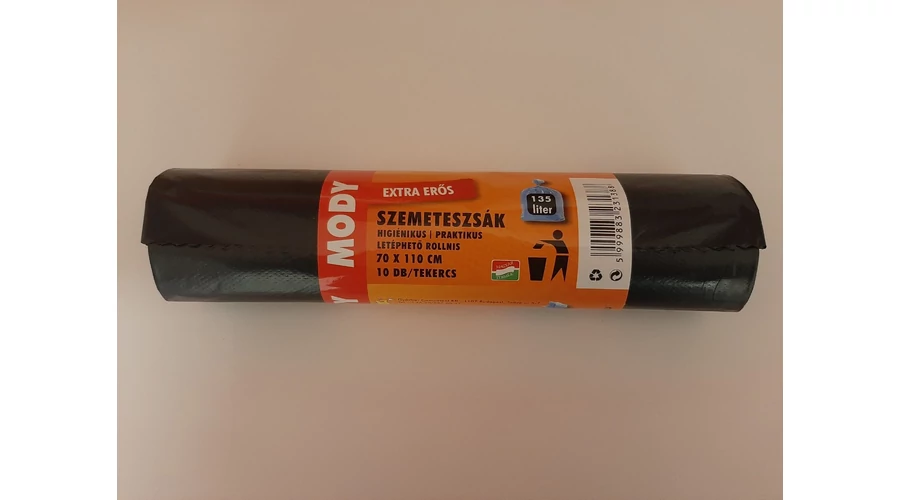 MODY
EXTRA ERŐS
135
liter
SZEMETESZSÁK
HIGIÉNIKUS | PRAKTIKUS
LETÉPHETŐ ROLLNIS
70 X 110 CM
10 DB/TEKERCS